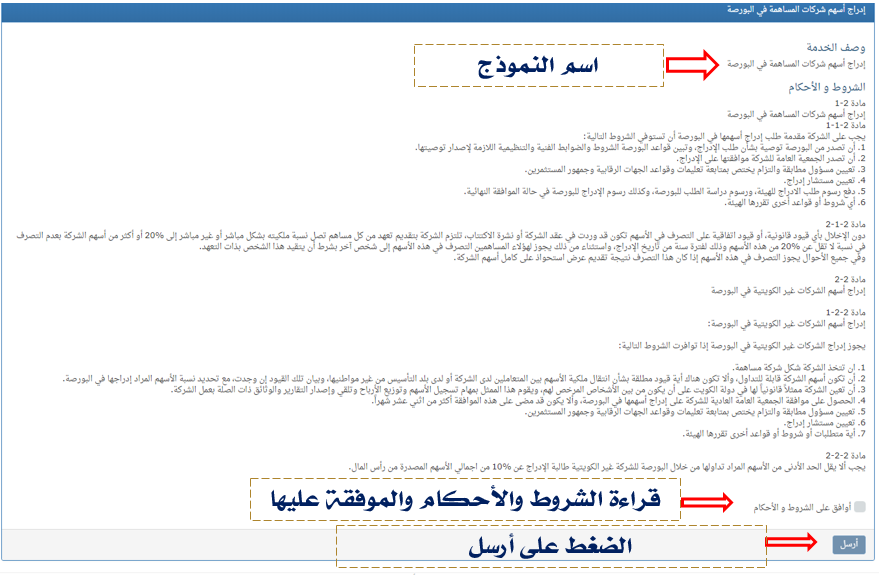 إدراج أسهم شركات المساهمة في البورصة
وصف الخدمة
إدراج أسهم شركات المساهمة في البورصة
اسم النموذج
الشروط و الأحكام
مادة 2-1
إدراج أسهم شركات المساهمة في البورصة
مادة 2-1-1
يجب على الشركة مقدمة طلب إدراج أسهمها في البورصة أن تستوفي الشروط التالية:
1. أن تصدر من البورصة توصية بشأن طلب الإدراج، وتبين قواعد البورصة الشروط والضوابط الفنية والتنظيمية اللازمة لإصدار توصيتها.
2. أن تصدر الجمعية العامة للشركة موافقتها على الإدراج.
3. تعيين مسؤول مطابقة والتزام يختص بمتابعة تعليمات وقواعد الجهات الرقابية وجمهور المستثمرين.
4. تعيين مستشار إدراج.
5. دفع رسوم طلب الادراج للهيئة، ورسوم دراسة الطلب للبورصة، وكذلك رسوم الإدراج للبورصة في حالة الموافقة النهائية.
6. أي شروط أو قواعد أخرى تقررها الهيئة.
مادة 2-1-2
دون الإخلال بأي قيود قانونية، أو قيود اتفاقية على التصرف في الأسهم تكون قد وردت في عقد الشركة أو نشرة الاكتتاب، تلتزم الشركة بتقديم تعهد من كل مساهم تصل نسبة ملكيته بشكل مباشر أو غير مباشر إلى 20% أو أكثر من أسهم الشركة بعدم التصرف
في نسبة لا تقل عن 20% من هذه الأسهم وذلك لفترة سنة من تاريخ الإدراج، واستثناء من ذلك يجوز لهؤلاء المساهمين التصرف في هذه الأسهم إلى شخص آخر بشرط أن يتقيد هذا الشخص بذات التعهد.
وفي جميع الأحوال يجوز التصرف في هذه الأسهم إذا كان هذا التصرف نتيجة تقديم عرض استحواذ على كامل أسهم الشركة.
مادة 2-2
إدراج أسهم الشركات غير الكويتية في البورصة
مادة 2-2-1
إدراج أسهم الشركات غير الكويتية في البورصة:
يجوز إدراج الشركات غير الكويتية في البورصة إذا توافرت الشروط التالية:
1. ان تتخذ الشركة شكل شركة مساهمة.
2. أن تكون أسهم الشركة قابلة للتداول، وألا تكون هناك أية قيود مطلقة بشأن انتقال ملكية الأسهم بين المتعاملين لدى الشركة أو لدى بلد التأسيس من غير مواطنيها، وبيان تلك القيود إن وجدت، مع تحديد نسبة الأسهم المراد إدراجها في البورصة.
3. أن تعين الشركة ممثلاً قانونياً لها في دولة الكويت على أن يكون من بين الأشخاص المرخص لهم، ويقوم هذا الممثل بمهام تسجيل الأسهم وتوزيع الأرباح وتلقي وإصدار التقارير والوثائق ذات الصلة بعمل الشركة.
4. الحصول على موافقة الجمعية العامة العادية للشركة على إدراج أسهمها في البورصة، وألا يكون قد مضى على هذه الموافقة أكثر من اثني عشر شهراً.
5. تعيين مسؤول مطابقة والتزام يختص بمتابعة تعليمات وقواعد الجهات الرقابية وجمهور المستثمرين.
6. تعيين مستشار إدراج.
7. أية متطلبات أو شروط أو قواعد أخرى تقررها الهيئة.
مادة 2-2-2
يجب ألا يقل الحد الأدنى من الأسهم المراد تداولها من خلال البورصة للشركة غير الكويتية طالبة الإدراج عن 10% من اجمالي الأسهم المصدرة من رأس المال.
أوافق على الشروط و الأحكام
قراءة الشروط والأحكام والموفقة عليها
أرسل
الضغط على أرسل